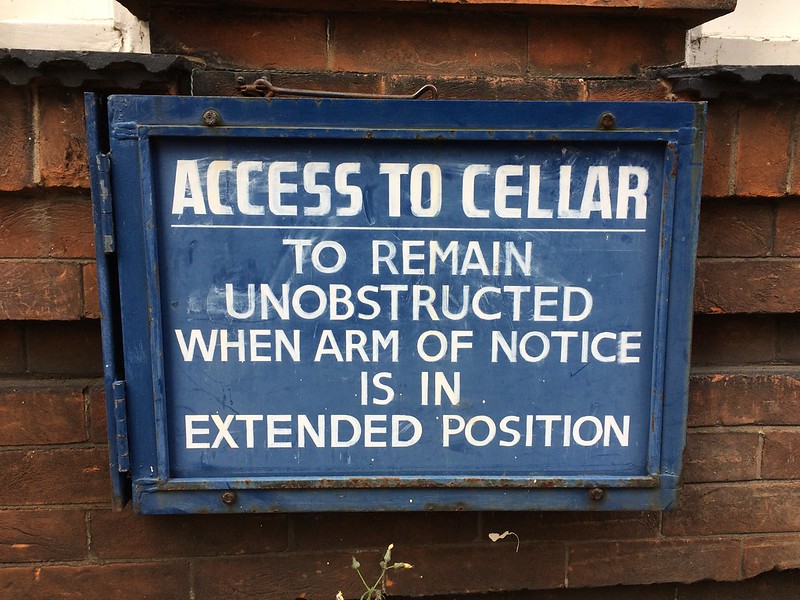 ACCESS TO CELLAR
TO REMAIN
UNOBSTRUCTED
WHEN ARM OF NOTICE
IS IN
EXTENDED POSITION